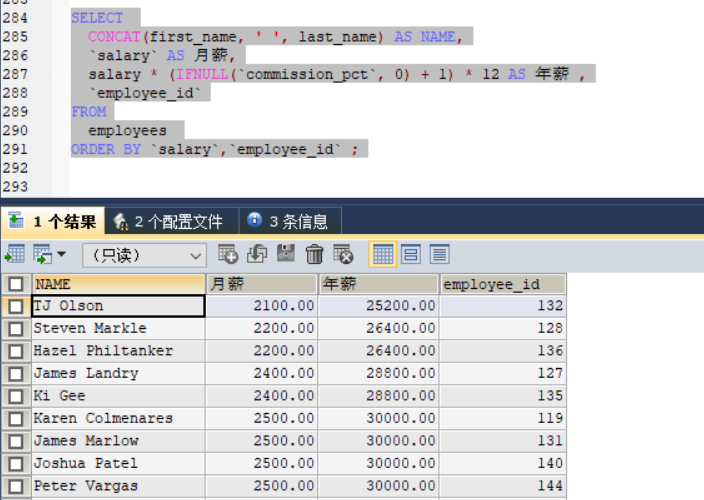 284 SELECT
285 CONCAT(first_name, ' ', last_name) AS NAME,
286 `salary` AS 月薪,
287 salary * (IFNULL(`commission_pct`, 0) + 1) * 12 AS 年薪 ,
288 `employee_id`
289 FROM
290 employees
291 ORDER BY `salary`,`employee_id` ;
292
293
1 个结果 2 个配置文件 3 条信息
（只读）
NAME 月薪 年薪 employee_id
TJ Olson 2100.00 25200.00 132
Steven Markle 2200.00 26400.00 128
Hazel Philtanker 2200.00 26400.00 136
James Landry 2400.00 28800.00 127
Ki Gee 2400.00 28800.00 135
Karen Colmenares 2500.00 30000.00 119
James Marlow 2500.00 30000.00 131
Joshua Patel 2500.00 30000.00 140
Peter Vargas 2500.00 30000.00 144